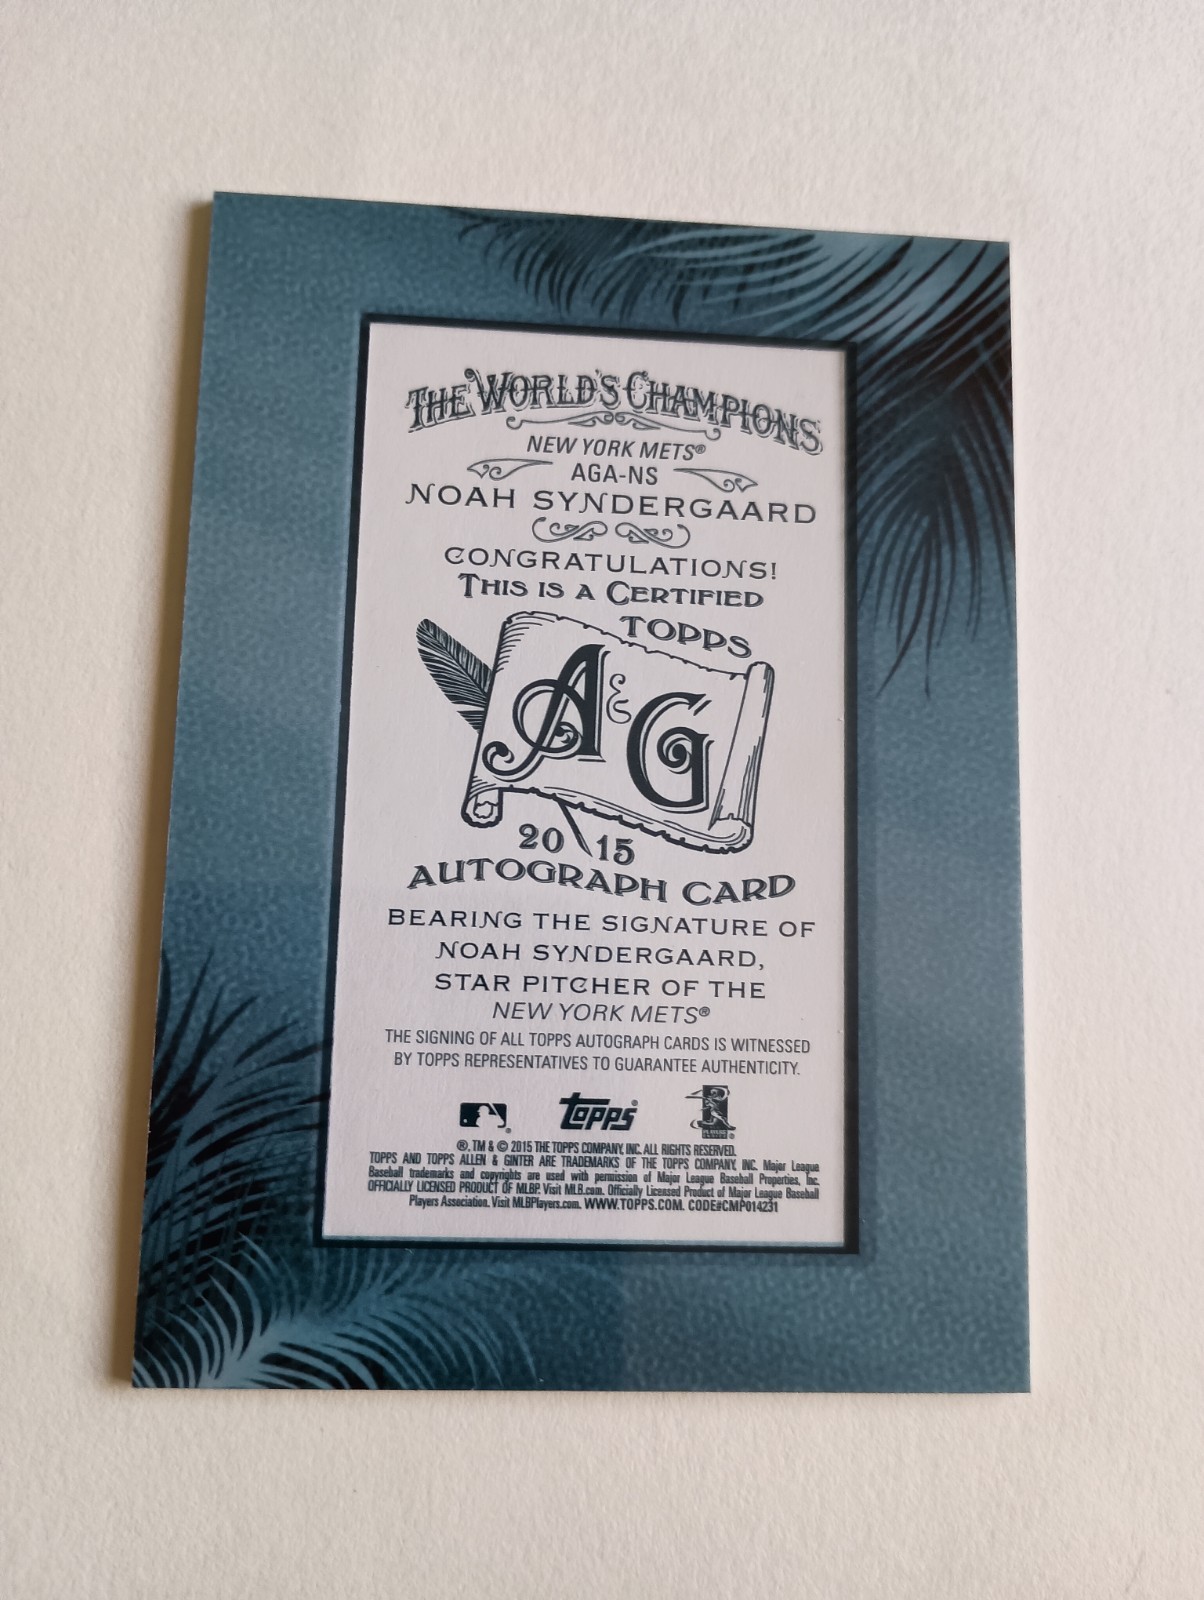 THE WORLD'S CHAMPIONS
NEW YORK METS®
AGA-NS
NOAH SYNDERGAARD
CONGRATULATIONS!
THIS IS A CERTIFIED
TOPPS
A & G
20 15
AUTOGRAPH CARD
BEARING THE SIGNATURE OF
NOAH SYNDERGAARD,
STAR PITCHER OF THE
NEW YORK METS®
THE SIGNING OF ALL TOPPS AUTOGRAPH CARDS IS WITNESSED
BY TOPPS REPRESENTATIVES TO GUARANTEE AUTHENTICITY.
topps®
®, TM & © 2015 THE TOPPS COMPANY, INC. ALL RIGHTS RESERVED.
TOPPS AND TOPPS ALLEN & GINTER ARE TRADEMARKS OF THE TOPPS COMPANY, INC. Major League
Baseball trademarks and copyrights are used with permission of Major League Baseball Properties, Inc.
OFFICIALLY LICENSED PRODUCT OF MLBP. Visit MLB.com. Officially Licensed Product of Major League Baseball
Players Association. Visit MLBPlayers.com. WWW.TOPPS.COM. CODE#CMP014231